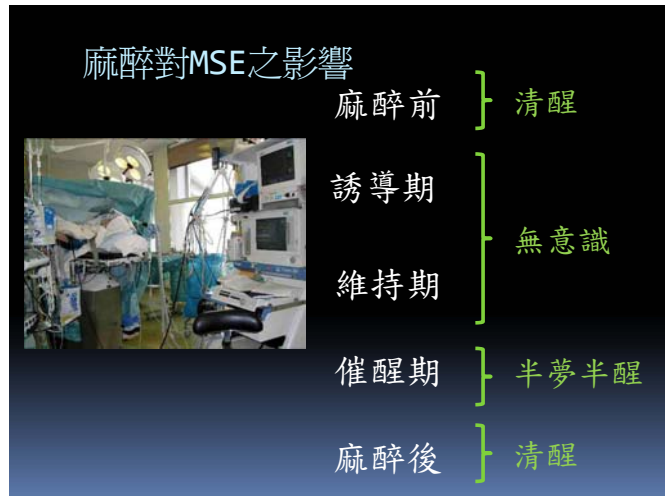 麻醉對MSE之影響
麻醉前 清醒
誘導期
無意識
維持期
催醒期 半夢半醒
麻醉後 清醒